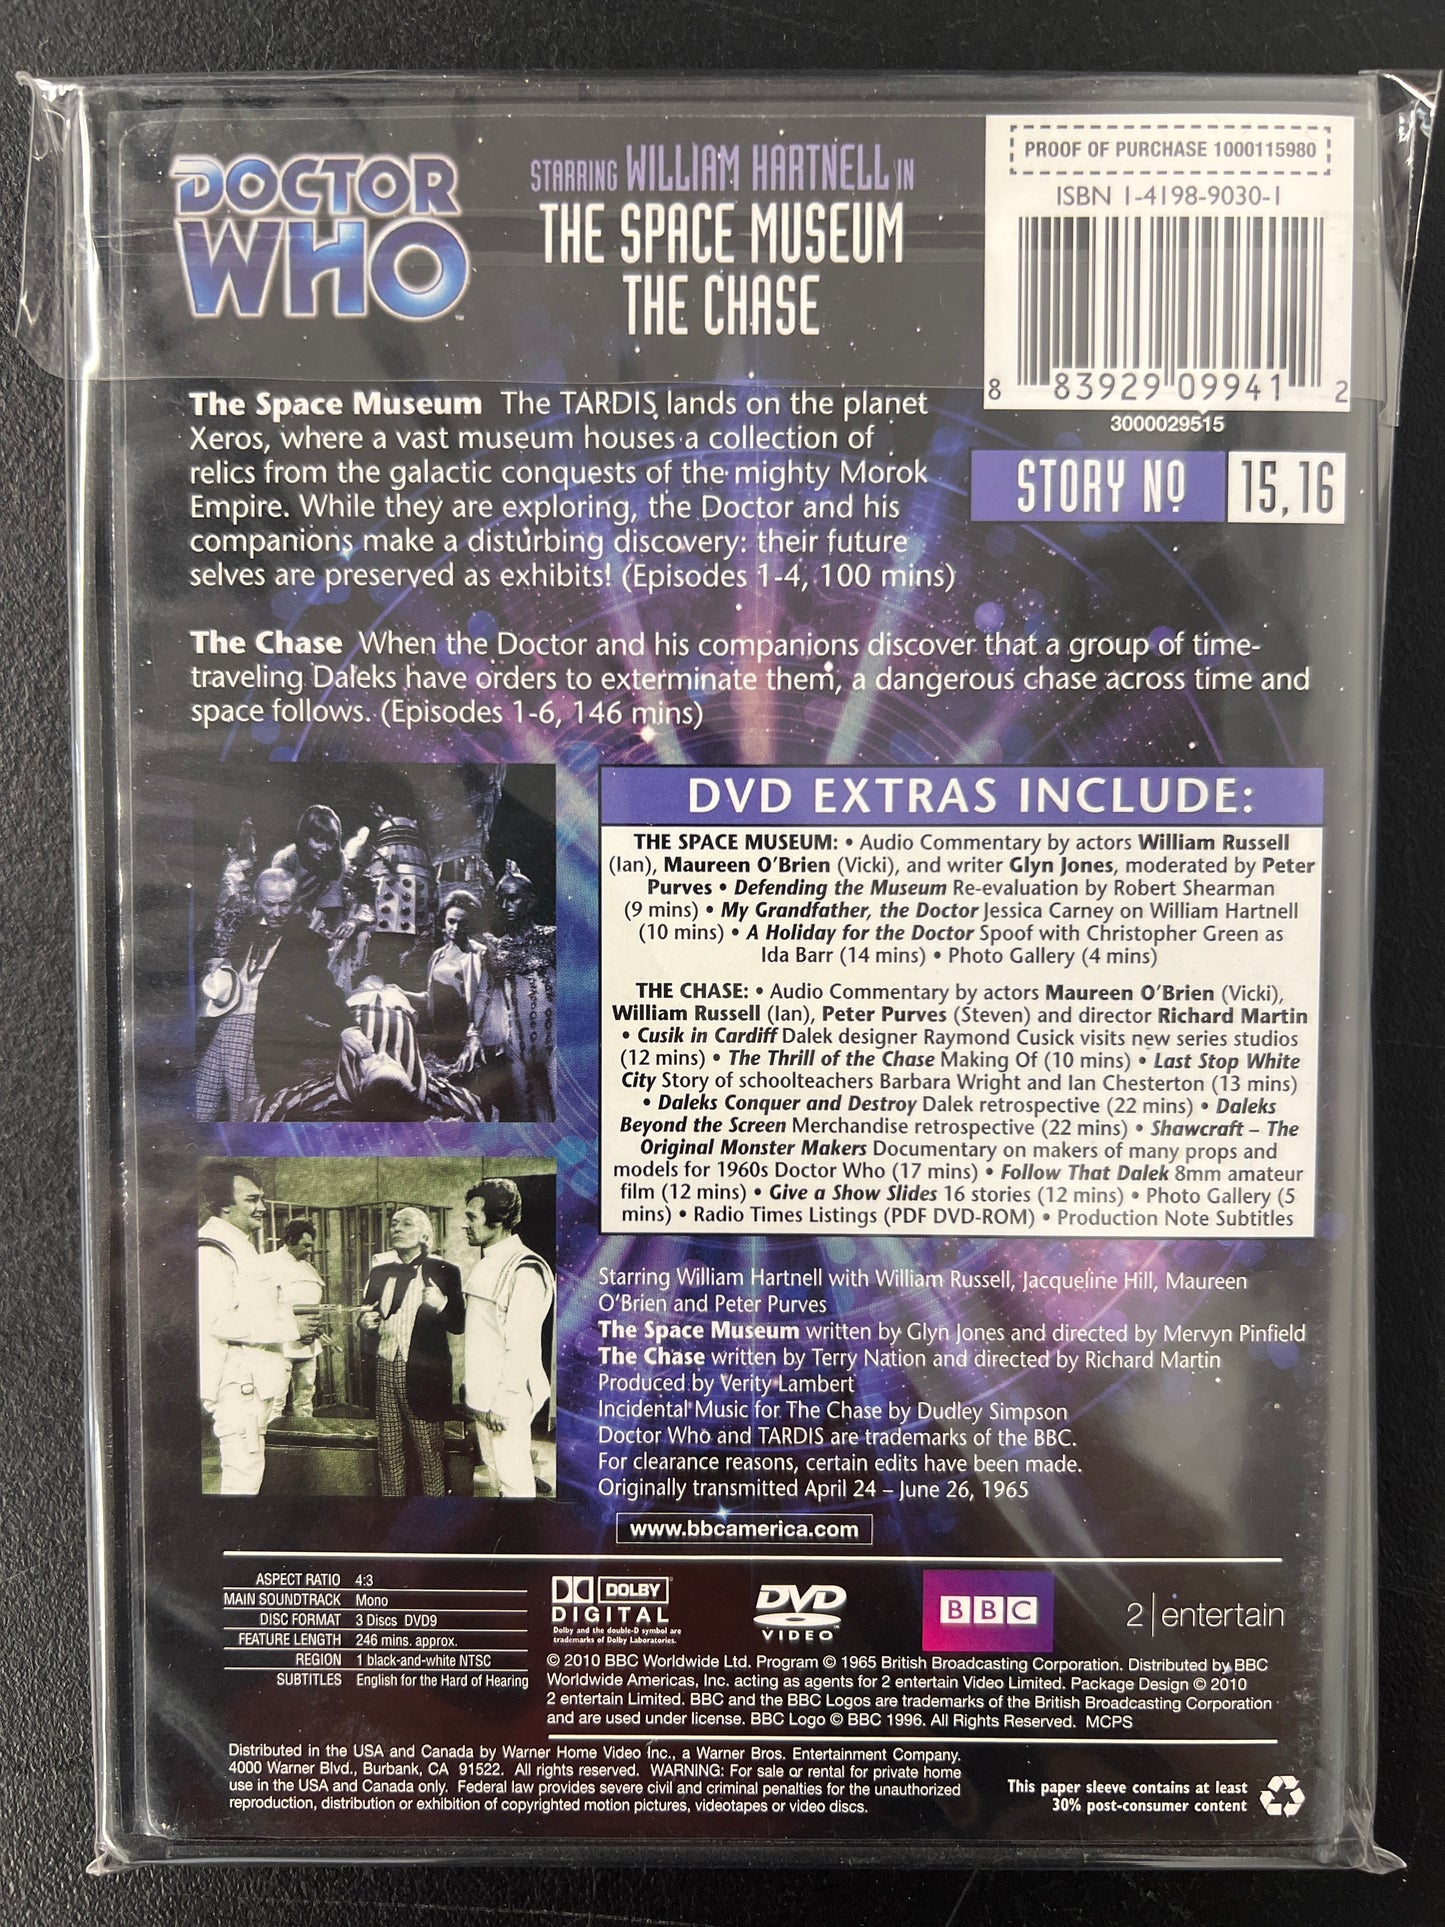 DOCTOR
WHO
™
STARRING WILLIAM HARTNELL IN
THE SPACE MUSEUM
THE CHASE
PROOF OF PURCHASE 1000115980
ISBN 1-4198-9030-1
8 83929 09941 2
3000029515
STORY Nº 15, 16
The Space Museum The TARDIS lands on the planet
Xeros, where a vast museum houses a collection of
relics from the galactic conquests of the mighty Morok
Empire. While they are exploring, the Doctor and his
companions make a disturbing discovery: their future
selves are preserved as exhibits! (Episodes 1-4, 100 mins)
The Chase When the Doctor and his companions discover that a group of time-
traveling Daleks have orders to exterminate them, a dangerous chase across time and
space follows. (Episodes 1-6, 146 mins)
DVD EXTRAS INCLUDE:
THE SPACE MUSEUM: • Audio Commentary by actors William Russell
(Ian), Maureen O'Brien (Vicki), and writer Glyn Jones, moderated by Peter
Purves • Defending the Museum Re-evaluation by Robert Shearman
(9 mins) • My Grandfather, the Doctor Jessica Carney on William Hartnell
(10 mins) • A Holiday for the Doctor Spoof with Christopher Green as
Ida Barr (14 mins) • Photo Gallery (4 mins)
THE CHASE: • Audio Commentary by actors Maureen O'Brien (Vicki),
William Russell (Ian), Peter Purves (Steven) and director Richard Martin
• Cusik in Cardiff Dalek designer Raymond Cusick visits new series studios
(12 mins) • The Thrill of the Chase Making Of (10 mins) • Last Stop White
City Story of schoolteachers Barbara Wright and Ian Chesterton (13 mins)
• Daleks Conquer and Destroy Dalek retrospective (22 mins) • Daleks
Beyond the Screen Merchandise retrospective (22 mins) • Shawcraft – The
Original Monster Makers Documentary on makers of many props and
models for 1960s Doctor Who (17 mins) • Follow That Dalek 8mm amateur
film (12 mins) • Give a Show Slides 16 stories (12 mins) • Photo Gallery (5
mins) • Radio Times Listings (PDF DVD-ROM) • Production Note Subtitles
Starring William Hartnell with William Russell, Jacqueline Hill, Maureen
O'Brien and Peter Purves
The Space Museum written by Glyn Jones and directed by Mervyn Pinfield
The Chase written by Terry Nation and directed by Richard Martin
Produced by Verity Lambert
Incidental Music for The Chase by Dudley Simpson
Doctor Who and TARDIS are trademarks of the BBC.
For clearance reasons, certain edits have been made.
Originally transmitted April 24 – June 26, 1965
www.bbcamerica.com
ASPECT RATIO 4:3
MAIN SOUNDTRACK Mono
DISC FORMAT 3 Discs DVD9
FEATURE LENGTH 246 mins. approx.
REGION 1 black-and-white NTSC
SUBTITLES English for the Hard of Hearing
DOLBY
DIGITAL
Dolby and the double-D symbol are
trademarks of Dolby Laboratories.
DVD
VIDEO™
BBC
2 | entertain
© 2010 BBC Worldwide Ltd. Program © 1965 British Broadcasting Corporation. Distributed by BBC
Worldwide Americas, Inc. acting as agents for 2 entertain Video Limited. Package Design © 2010
2 entertain Limited. BBC and the BBC Logos are trademarks of the British Broadcasting Corporation
and are used under license. BBC Logo © BBC 1996. All Rights Reserved. MCPS
Distributed in the USA and Canada by Warner Home Video Inc., a Warner Bros. Entertainment Company.
4000 Warner Blvd., Burbank, CA 91522. All rights reserved. WARNING: For sale or rental for private home
use in the USA and Canada only. Federal law provides severe civil and criminal penalties for the unauthorized
reproduction, distribution or exhibition of copyrighted motion pictures, videotapes or video discs.
This paper sleeve contains at least
30% post-consumer content